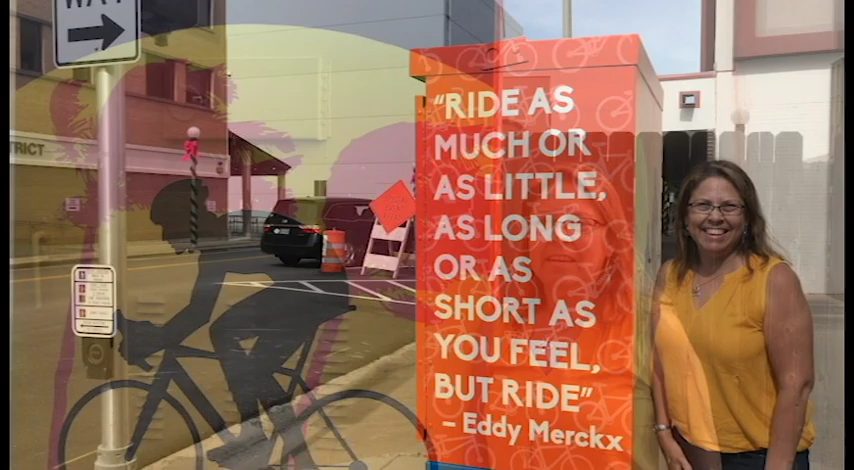 WAY
TRICT
"RIDE AS
MUCH OR
AS LITTLE,
AS LONG
OR AS
SHORT AS
YOU FEEL,
BUT RIDE"
- Eddy Merckx